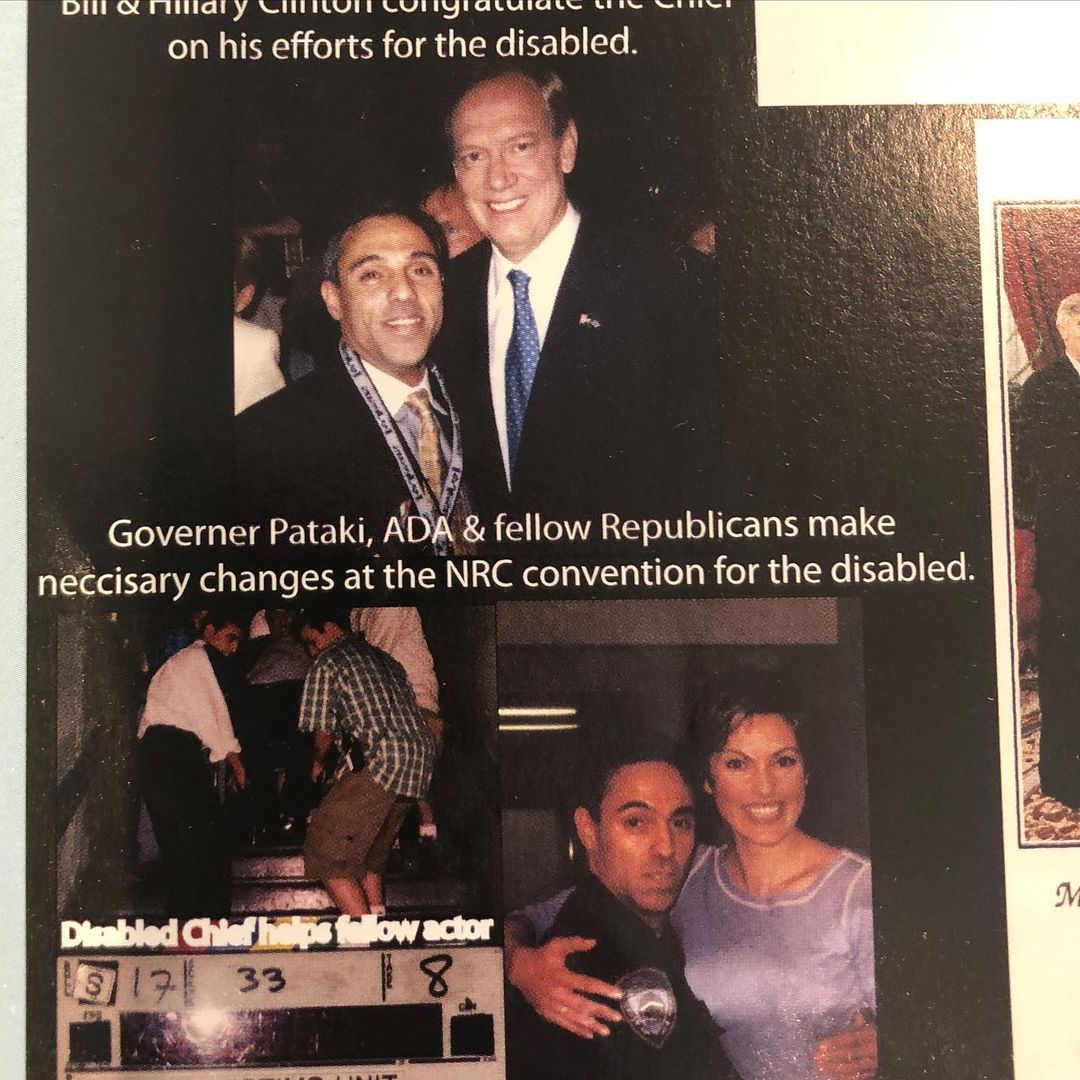 Bill & Hillary Clinton congratulate the Chief
on his efforts for the disabled.
Governer Pataki, ADA & fellow Republicans make
neccisary changes at the NRC convention for the disabled.
Disabled Chief helps fellow actor
S 17 33 8
UNIT
M